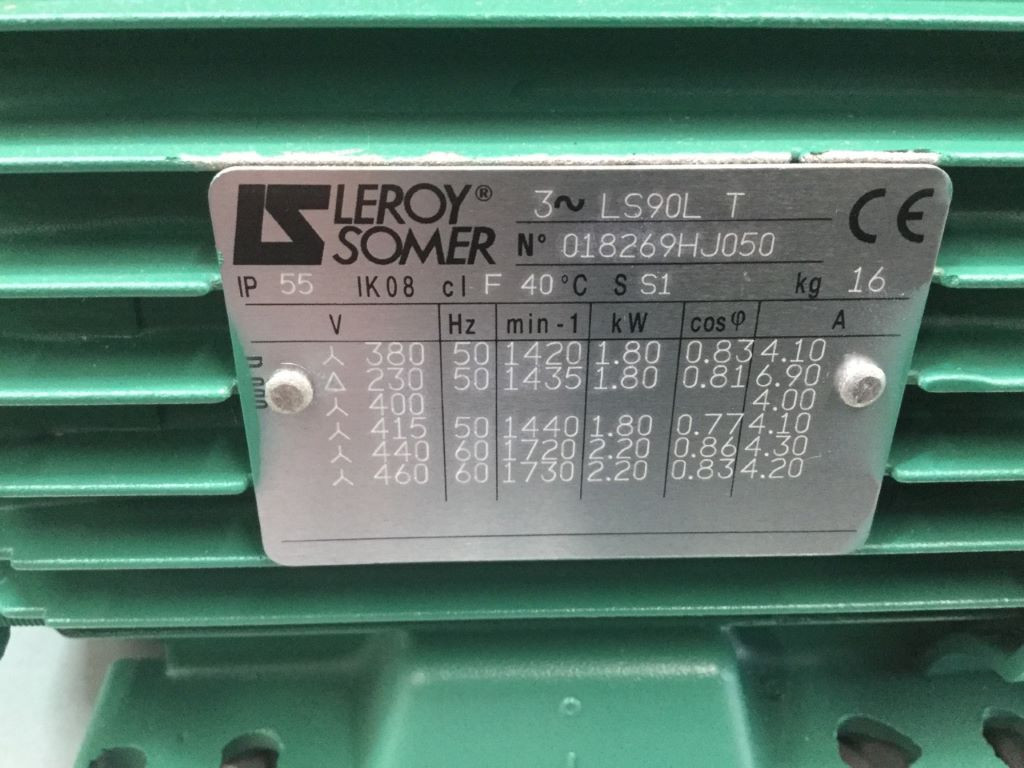 LS LEROY® SOMER
3~ LS90L T
N° 018269HJ050
CE
IP 55 IK08 cl F 40°C S S1 kg 16
V Hz min-1 kW cosφ A
⅄ 380 50 1420 1.80 0.83 4.10
Δ 230 50 1435 1.80 0.81 6.90
⅄ 400 4.00
⅄ 415 50 1440 1.80 0.77 4.10
⅄ 440 60 1720 2.20 0.86 4.30
⅄ 460 60 1730 2.20 0.83 4.20